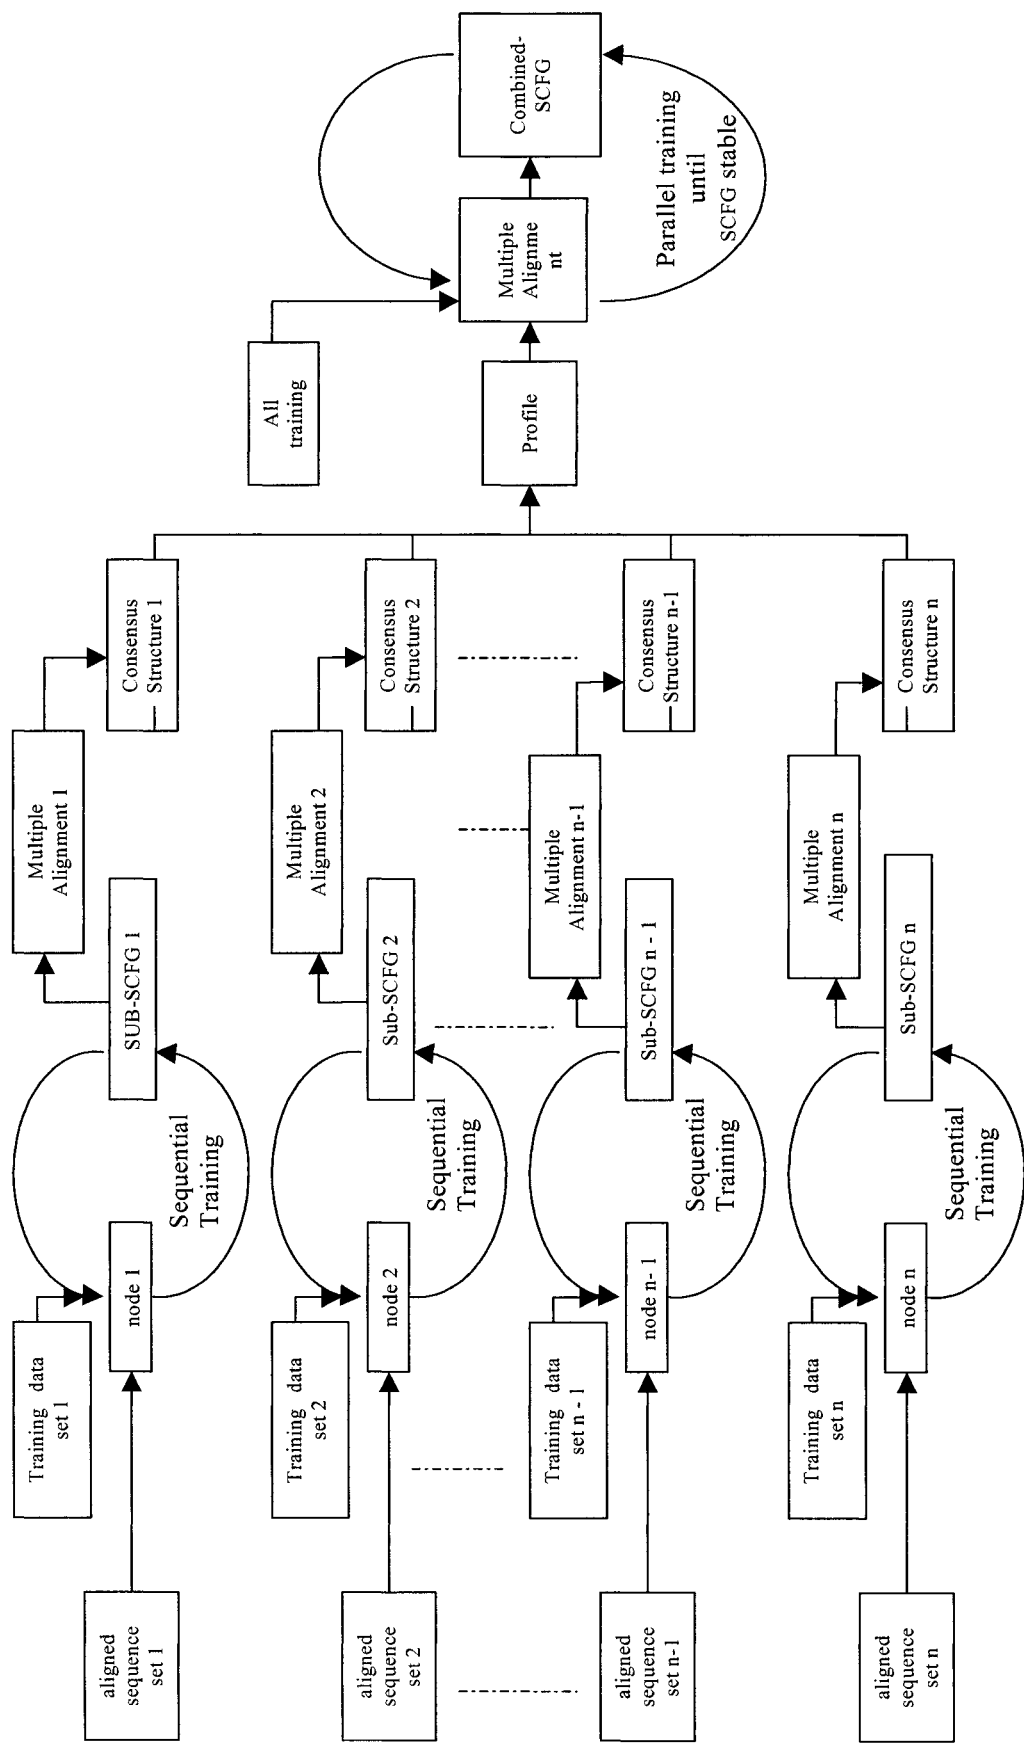 aligned
sequence
set 1
Training data
set 1
node 1
Sequential
Training
SUB-SCFG 1
Multiple
Alignment 1
Consensus
Structure 1
aligned
sequence
set 2
Training data
set 2
node 2
Sequential
Training
Sub-SCFG 2
Multiple
Alignment 2
Consensus
Structure 2
aligned
sequence
set n-1
Training data
set n - 1
node n- 1
Sequential
Training
Sub-SCFG n - 1
Multiple
Alignment n-1
Consensus
Structure n-1
aligned
sequence
set n
Training data
set n
node n
Sequential
Training
Sub-SCFG n
Multiple
Alignment n
Consensus
Structure n
All
training
Profile
Multiple
Alignme
nt
Combined-
SCFG
Parallel training
until
SCFG stable